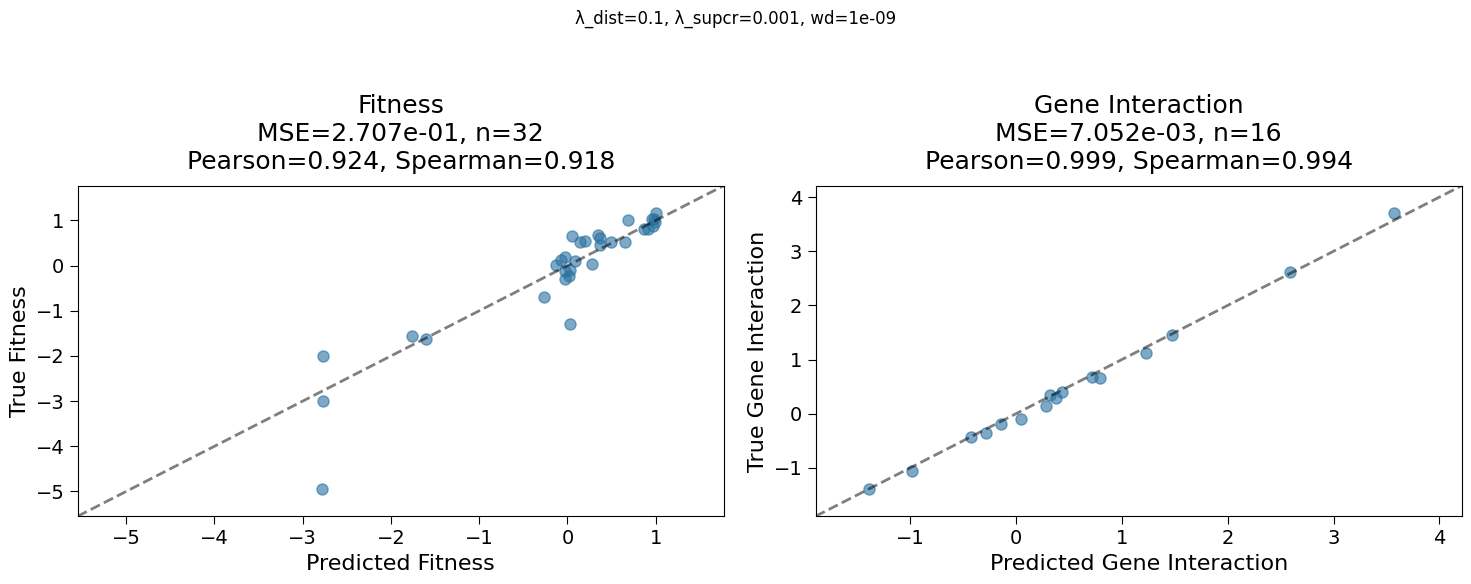 λ_dist=0.1, λ_supcr=0.001, wd=1e-09
Fitness
MSE=2.707e-01, n=32
Pearson=0.924, Spearman=0.918
1
0
−1
−2
−3
−4
−5
True Fitness
−5
−4
−3
−2
−1
0
1
Predicted Fitness
Gene Interaction
MSE=7.052e-03, n=16
Pearson=0.999, Spearman=0.994
4
3
2
1
0
−1
True Gene Interaction
−1
0
1
2
3
4
Predicted Gene Interaction